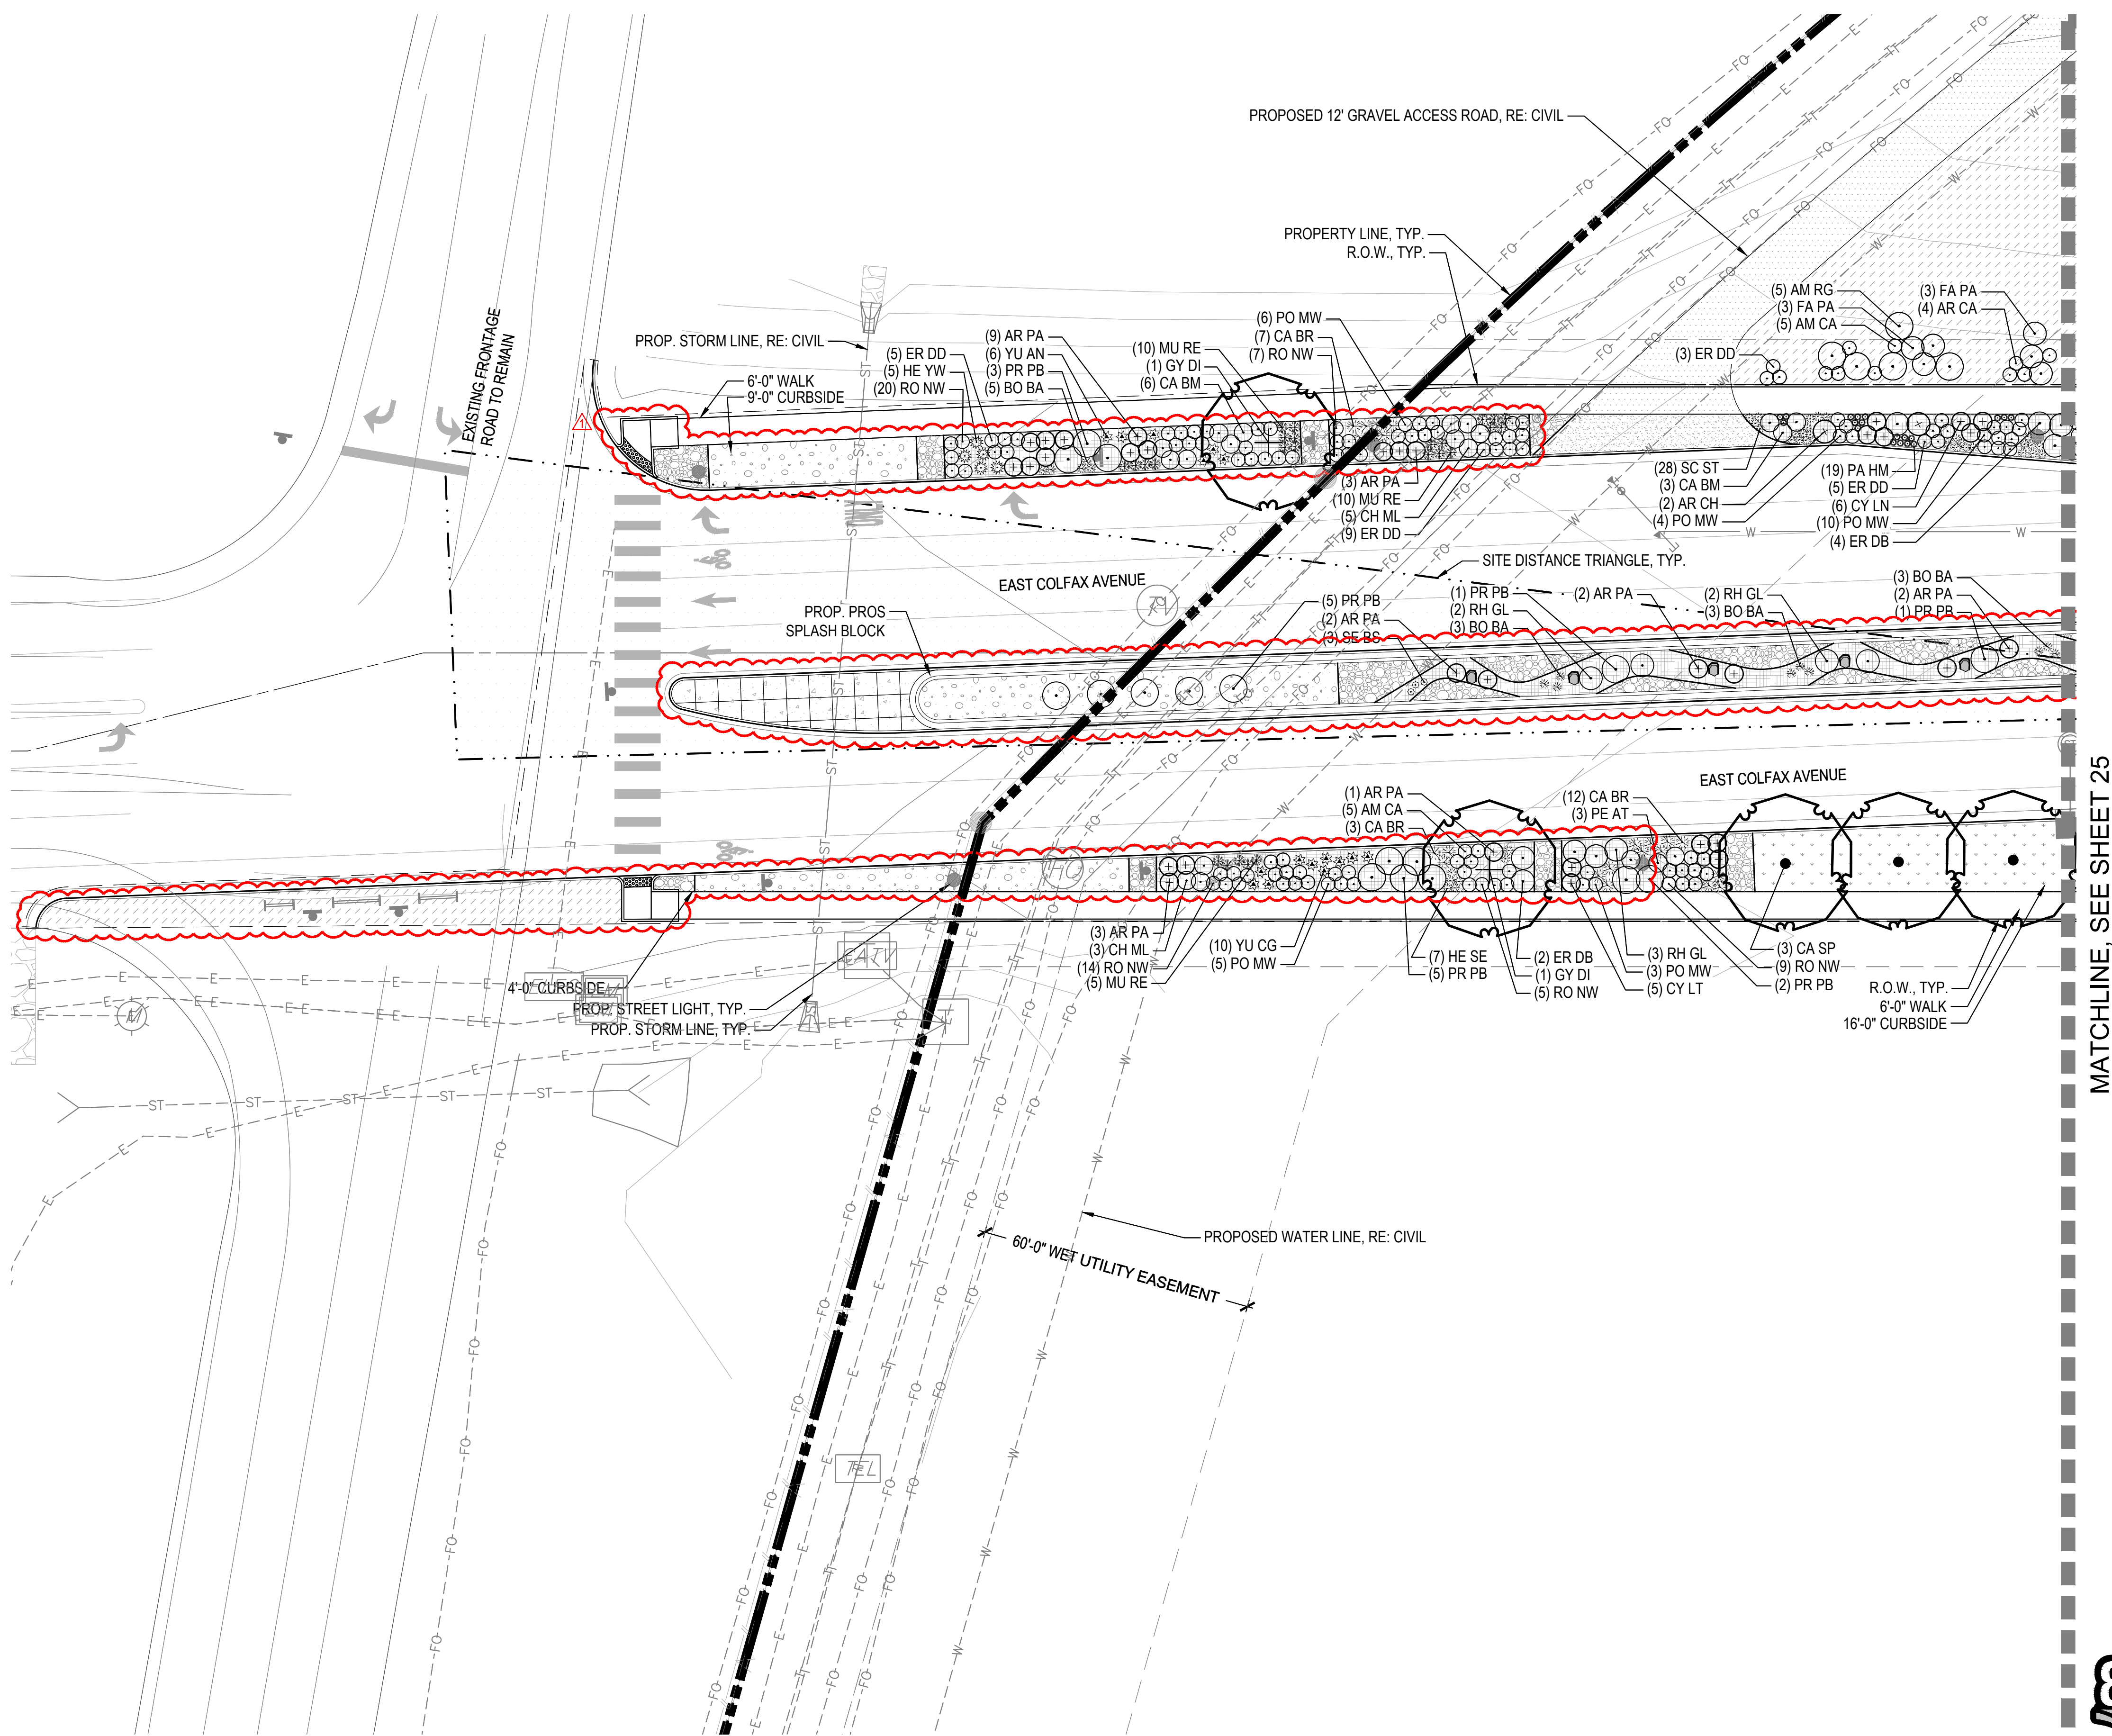 PROPOSED 12' GRAVEL ACCESS ROAD, RE: CIVIL
PROPERTY LINE, TYP.
R.O.W., TYP.
EXISTING FRONTAGE
ROAD TO REMAIN
PROP. STORM LINE, RE: CIVIL
6'-0" WALK
9'-0" CURBSIDE
1
(5) ER DD
(5) HE YW
(20) RO NW
(9) AR PA
(6) YU AN
(3) PR PB
(5) BO BA
(10) MU RE
(1) GY DI
(6) CA BM
(6) PO MW
(7) CA BR
(7) RO NW
(5) AM RG
(3) FA PA
(5) AM CA
(3) FA PA
(4) AR CA
(3) ER DD
(3) AR PA
(10) MU RE
(5) CH ML
(9) ER DD
(28) SC ST
(3) CA BM
(2) AR CH
(4) PO MW
(19) PA HM
(5) ER DD
(6) CY LN
(10) PO MW
(4) ER DB
SITE DISTANCE TRIANGLE, TYP.
EAST COLFAX AVENUE
PROP. PROS
SPLASH BLOCK
(5) PR PB
(2) AR PA
(3) SE BS
(1) PR PB
(2) RH GL
(3) BO BA
(2) AR PA
(2) RH GL
(3) BO BA
(3) BO BA
(2) AR PA
(1) PR PB
EAST COLFAX AVENUE
(1) AR PA
(5) AM CA
(3) CA BR
(12) CA BR
(3) PE AT
(3) AR PA
(3) CH ML
(14) RO NW
(5) MU RE
(10) YU CG
(5) PO MW
(7) HE SE
(5) PR PB
(2) ER DB
(1) GY DI
(5) RO NW
(3) RH GL
(3) PO MW
(5) CY LT
(3) CA SP
(9) RO NW
(2) PR PB
R.O.W., TYP.
6'-0" WALK
16'-0" CURBSIDE
4'-0" CURBSIDE
PROP. STREET LIGHT, TYP.
PROP. STORM LINE, TYP.
CATV
PROPOSED WATER LINE, RE: CIVIL
60'-0" WET UTILITY EASEMENT
TEL
MATCHLINE, SEE SHEET 25